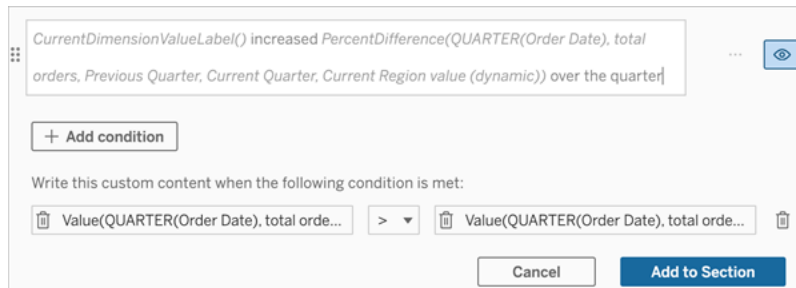 CurrentDimensionValueLabel() increased PercentDifference(QUARTER(Order Date), total
orders, Previous Quarter, Current Quarter, Current Region value (dynamic)) over the quarter
+ Add condition
Write this custom content when the following condition is met:
Value(QUARTER(Order Date), total orde... > Value(QUARTER(Order Date), total orde...
Cancel Add to Section